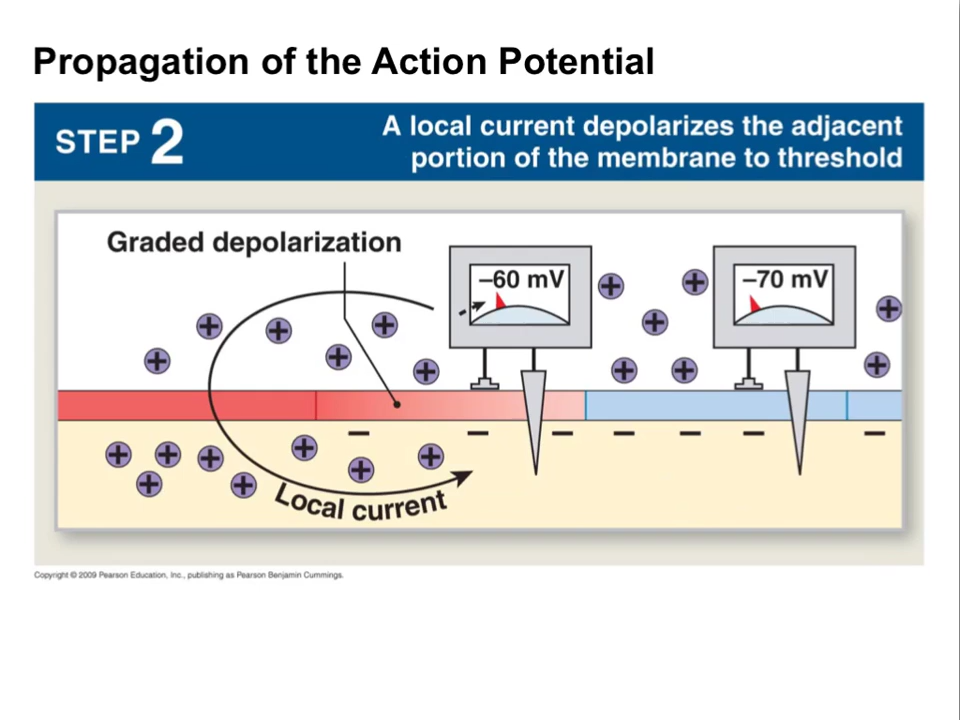 Propagation of the Action Potential
STEP 2
A local current depolarizes the adjacent
portion of the membrane to threshold
Graded depolarization
–60 mV
–70 mV
Local current
Copyright © 2009 Pearson Education, Inc., publishing as Pearson Benjamin Cummings.